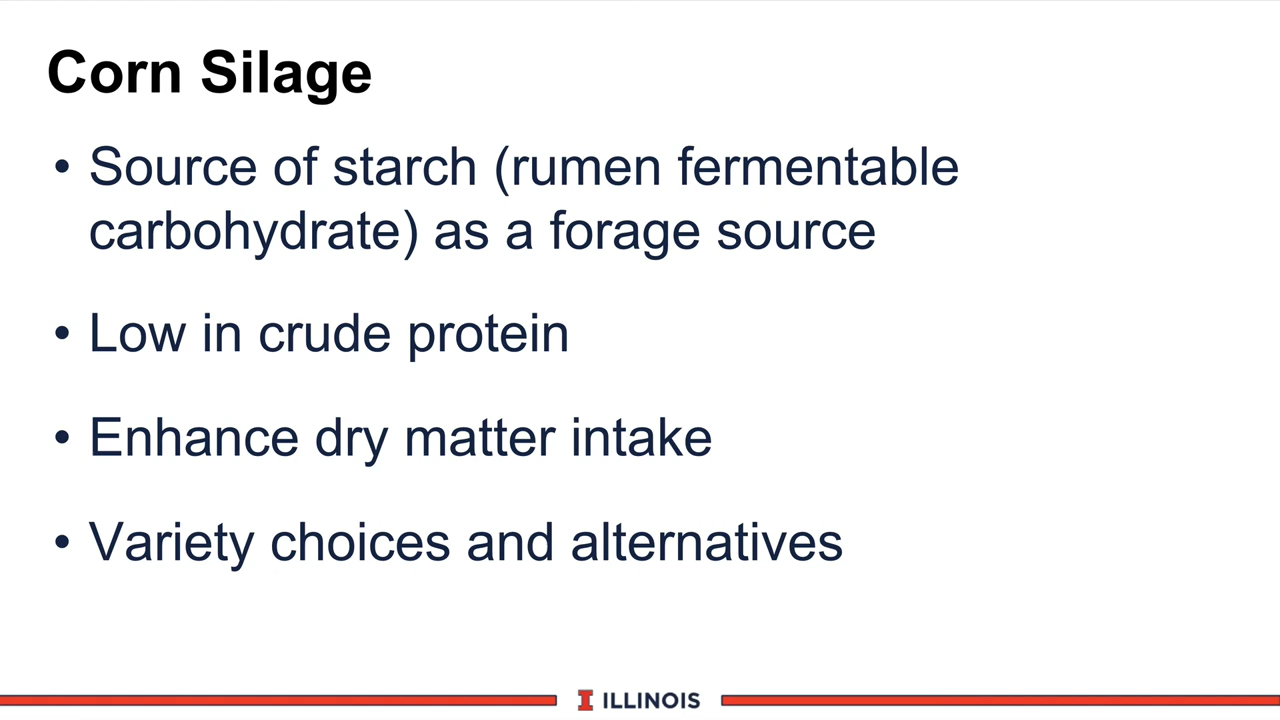 Corn Silage
• Source of starch (rumen fermentable
carbohydrate) as a forage source
• Low in crude protein
• Enhance dry matter intake
• Variety choices and alternatives
I ILLINOIS